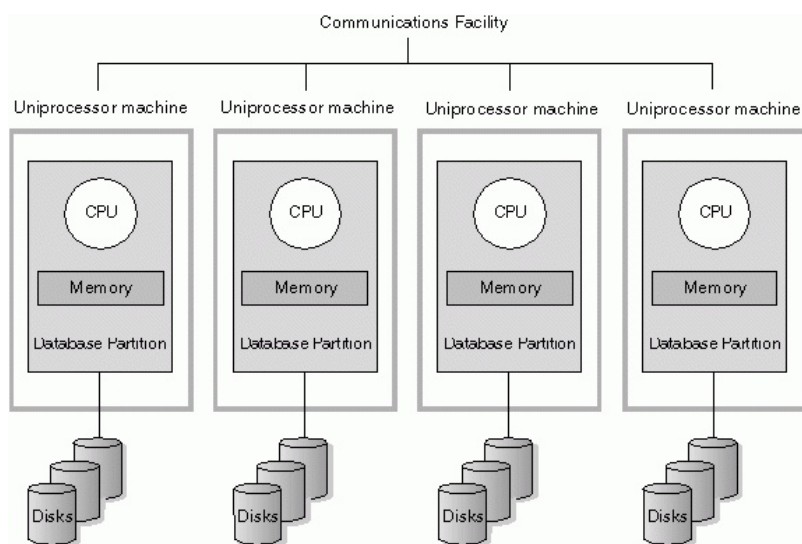 Communications Facility
Uniprocessor machine Uniprocessor machine Uniprocessor machine Uniprocessor machine
CPU CPU CPU CPU
Memory Memory Memory Memory
Database Partition Database Partition Database Partition Database Partition
Disks Disks Disks Disks